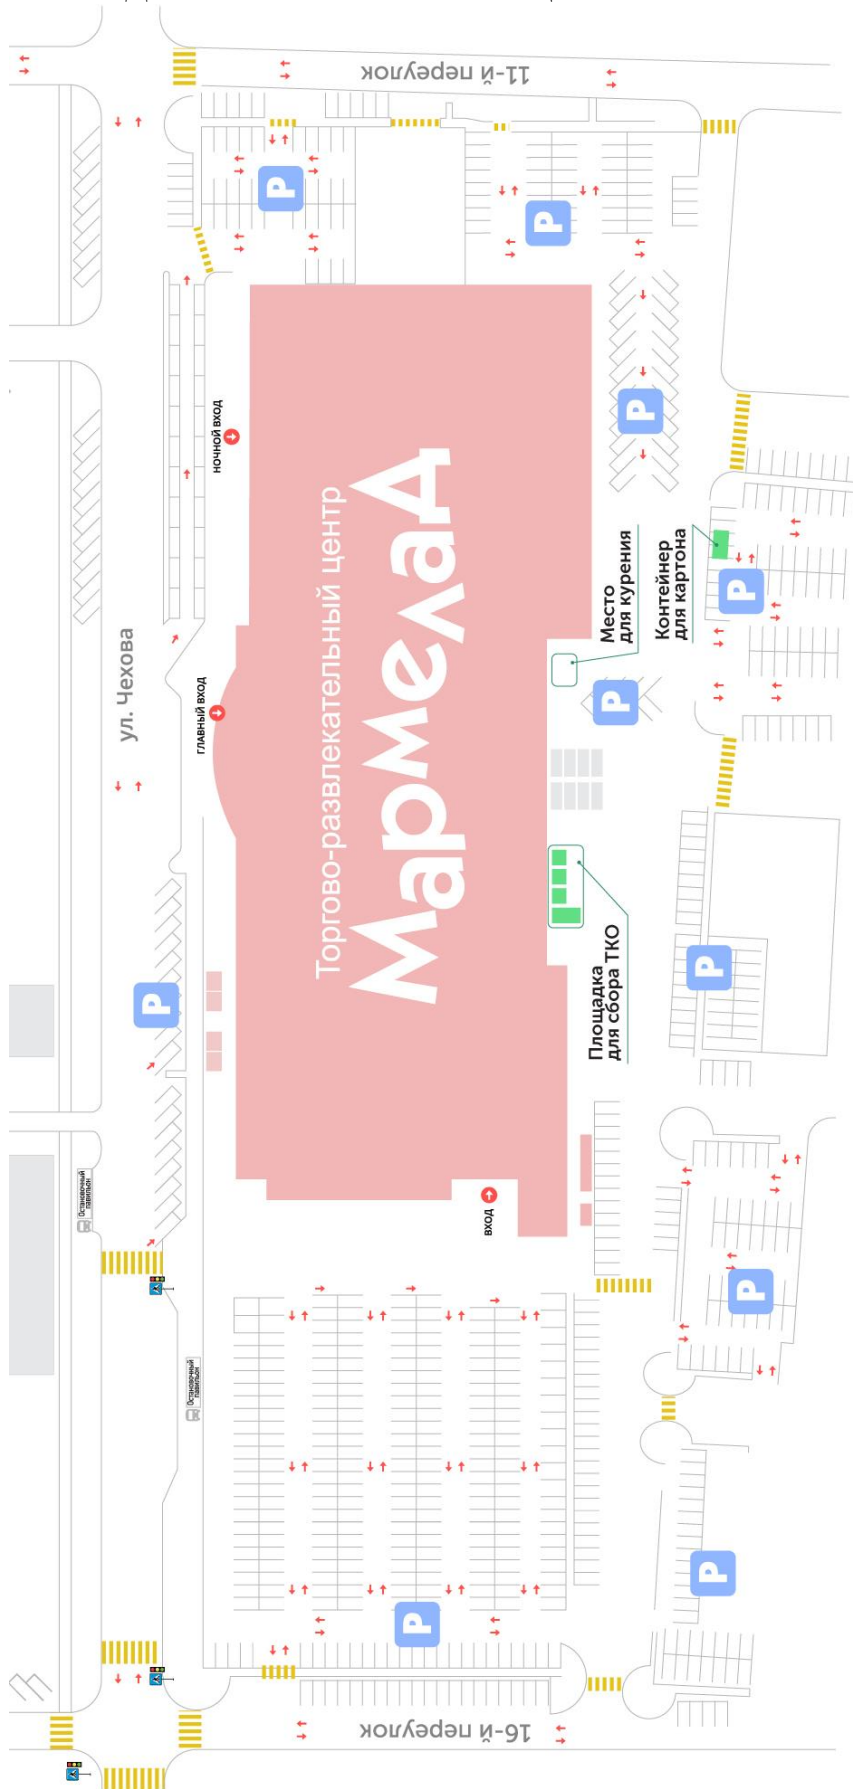 11-й переулок
P
P
НОЧНОЙ ВХОД
P
ул. Чехова
ГЛАВНЫЙ ВХОД
Торгово-развлекательный центр
Мармелад
Место
для курения
Контейнер
для картона
P
P
P
Площадка
для сбора ТКО
P
Остановочный
павильон
ВХОД
P
Остановочный
павильон
P
P
16-й переулок